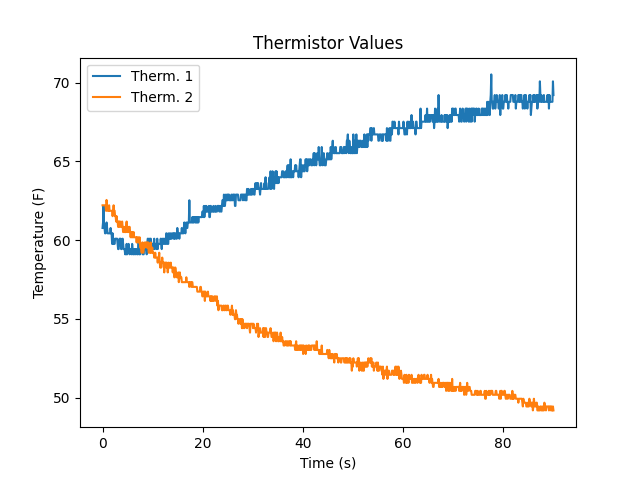 Thermistor Values
Therm. 1
Therm. 2
Temperature (F)
70
65
60
55
50
0 20 40 60 80
Time (s)